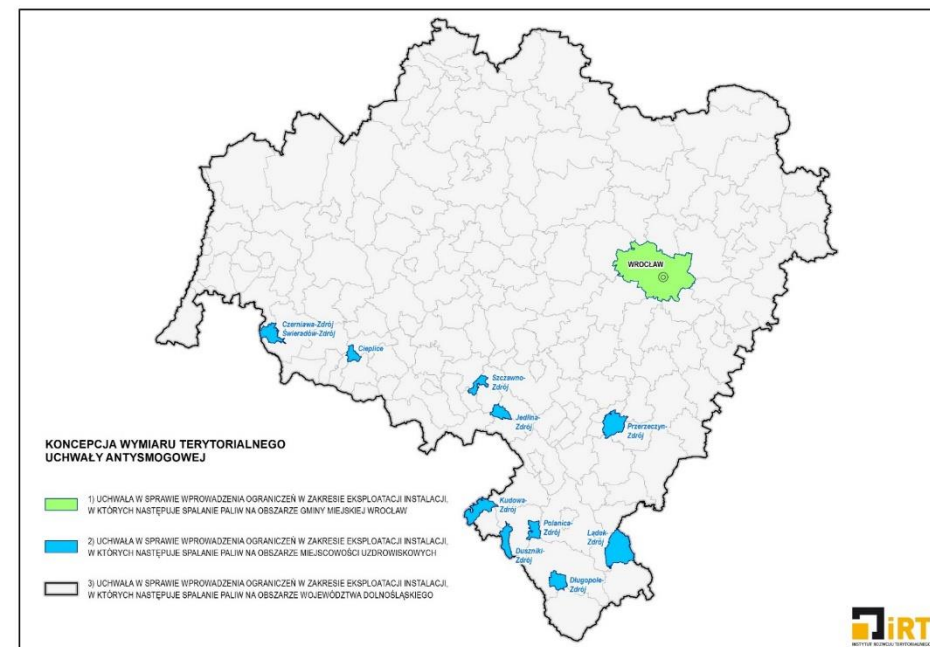 WROCŁAW
Czerniawa-Zdrój
Świeradów-Zdrój
Cieplice
Szczawno-
Zdrój
Jedlina-
Zdrój
Przerzeczyn-
Zdrój
KONCEPCJA WYMIARU TERYTORIALNEGO
UCHWAŁY ANTYSMOGOWEJ
1) UCHWAŁA W SPRAWIE WPROWADZENIA OGRANICZEŃ W ZAKRESIE EKSPLOATACJI INSTALACJI,
W KTÓRYCH NASTĘPUJE SPALANIE PALIW NA OBSZARZE GMINY MIEJSKIEJ WROCŁAW
Kudowa-
Zdrój
Polanica-
Zdrój
Lądek-
Zdrój
2) UCHWAŁA W SPRAWIE WPROWADZENIA OGRANICZEŃ W ZAKRESIE EKSPLOATACJI INSTALACJI,
W KTÓRYCH NASTĘPUJE SPALANIE PALIW NA OBSZARZE MIEJSCOWOŚCI UZDROWISKOWYCH
Duszniki-
Zdrój
Długopole-
Zdrój
3) UCHWAŁA W SPRAWIE WPROWADZENIA OGRANICZEŃ W ZAKRESIE EKSPLOATACJI INSTALACJI,
W KTÓRYCH NASTĘPUJE SPALANIE PALIW NA OBSZARZE WOJEWÓDZTWA DOLNOŚLĄSKIEGO
iRT
INSTYTUT ROZWOJU TERYTORIALNEGO